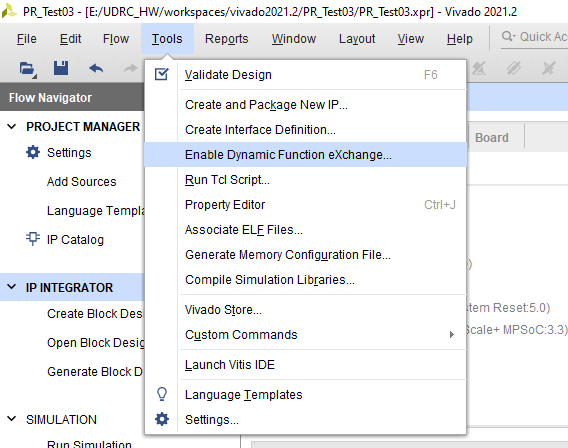 PR_Test03 - [E:/UDRC_HW/workspaces/vivado2021.2/PR_Test03/PR_Test03.xpr] - Vivado 2021.2
File Edit Flow Tools Reports Window Layout View Help Quick Acc
Flow Navigator
PROJECT MANAGER
Settings
Add Sources
Language Templa
IP Catalog
IP INTEGRATOR
Create Block Des
Open Block Desig
Generate Block D
SIMULATION
Run Simulation
Validate Design F6
Create and Package New IP...
Create Interface Definition...
Enable Dynamic Function eXchange...
Run Tcl Script...
Property Editor Ctrl+J
Associate ELF Files...
Generate Memory Configuration File...
Compile Simulation Libraries...
Vivado Store...
Custom Commands
Launch Vitis IDE
Language Templates
Settings...
Board
stem Reset:5.0)
Scale+ MPSoC:3.3)